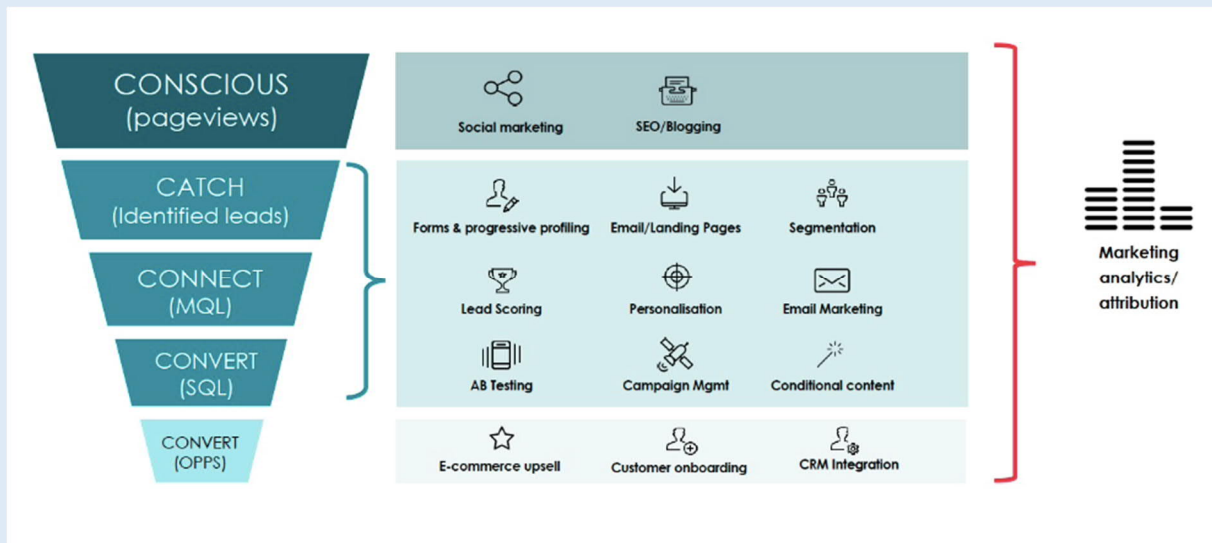 CONSCIOUS
(pageviews)
Social marketing
SEO/Blogging
CATCH
(Identified leads)
CONNECT
(MQL)
CONVERT
(SQL)
Forms & progressive profiling
Email/Landing Pages
Segmentation
Lead Scoring
Personalisation
Email Marketing
AB Testing
Campaign Mgmt
Conditional content
CONVERT
(OPPS)
E-commerce upsell
Customer onboarding
CRM Integration
Marketing
analytics/
attribution